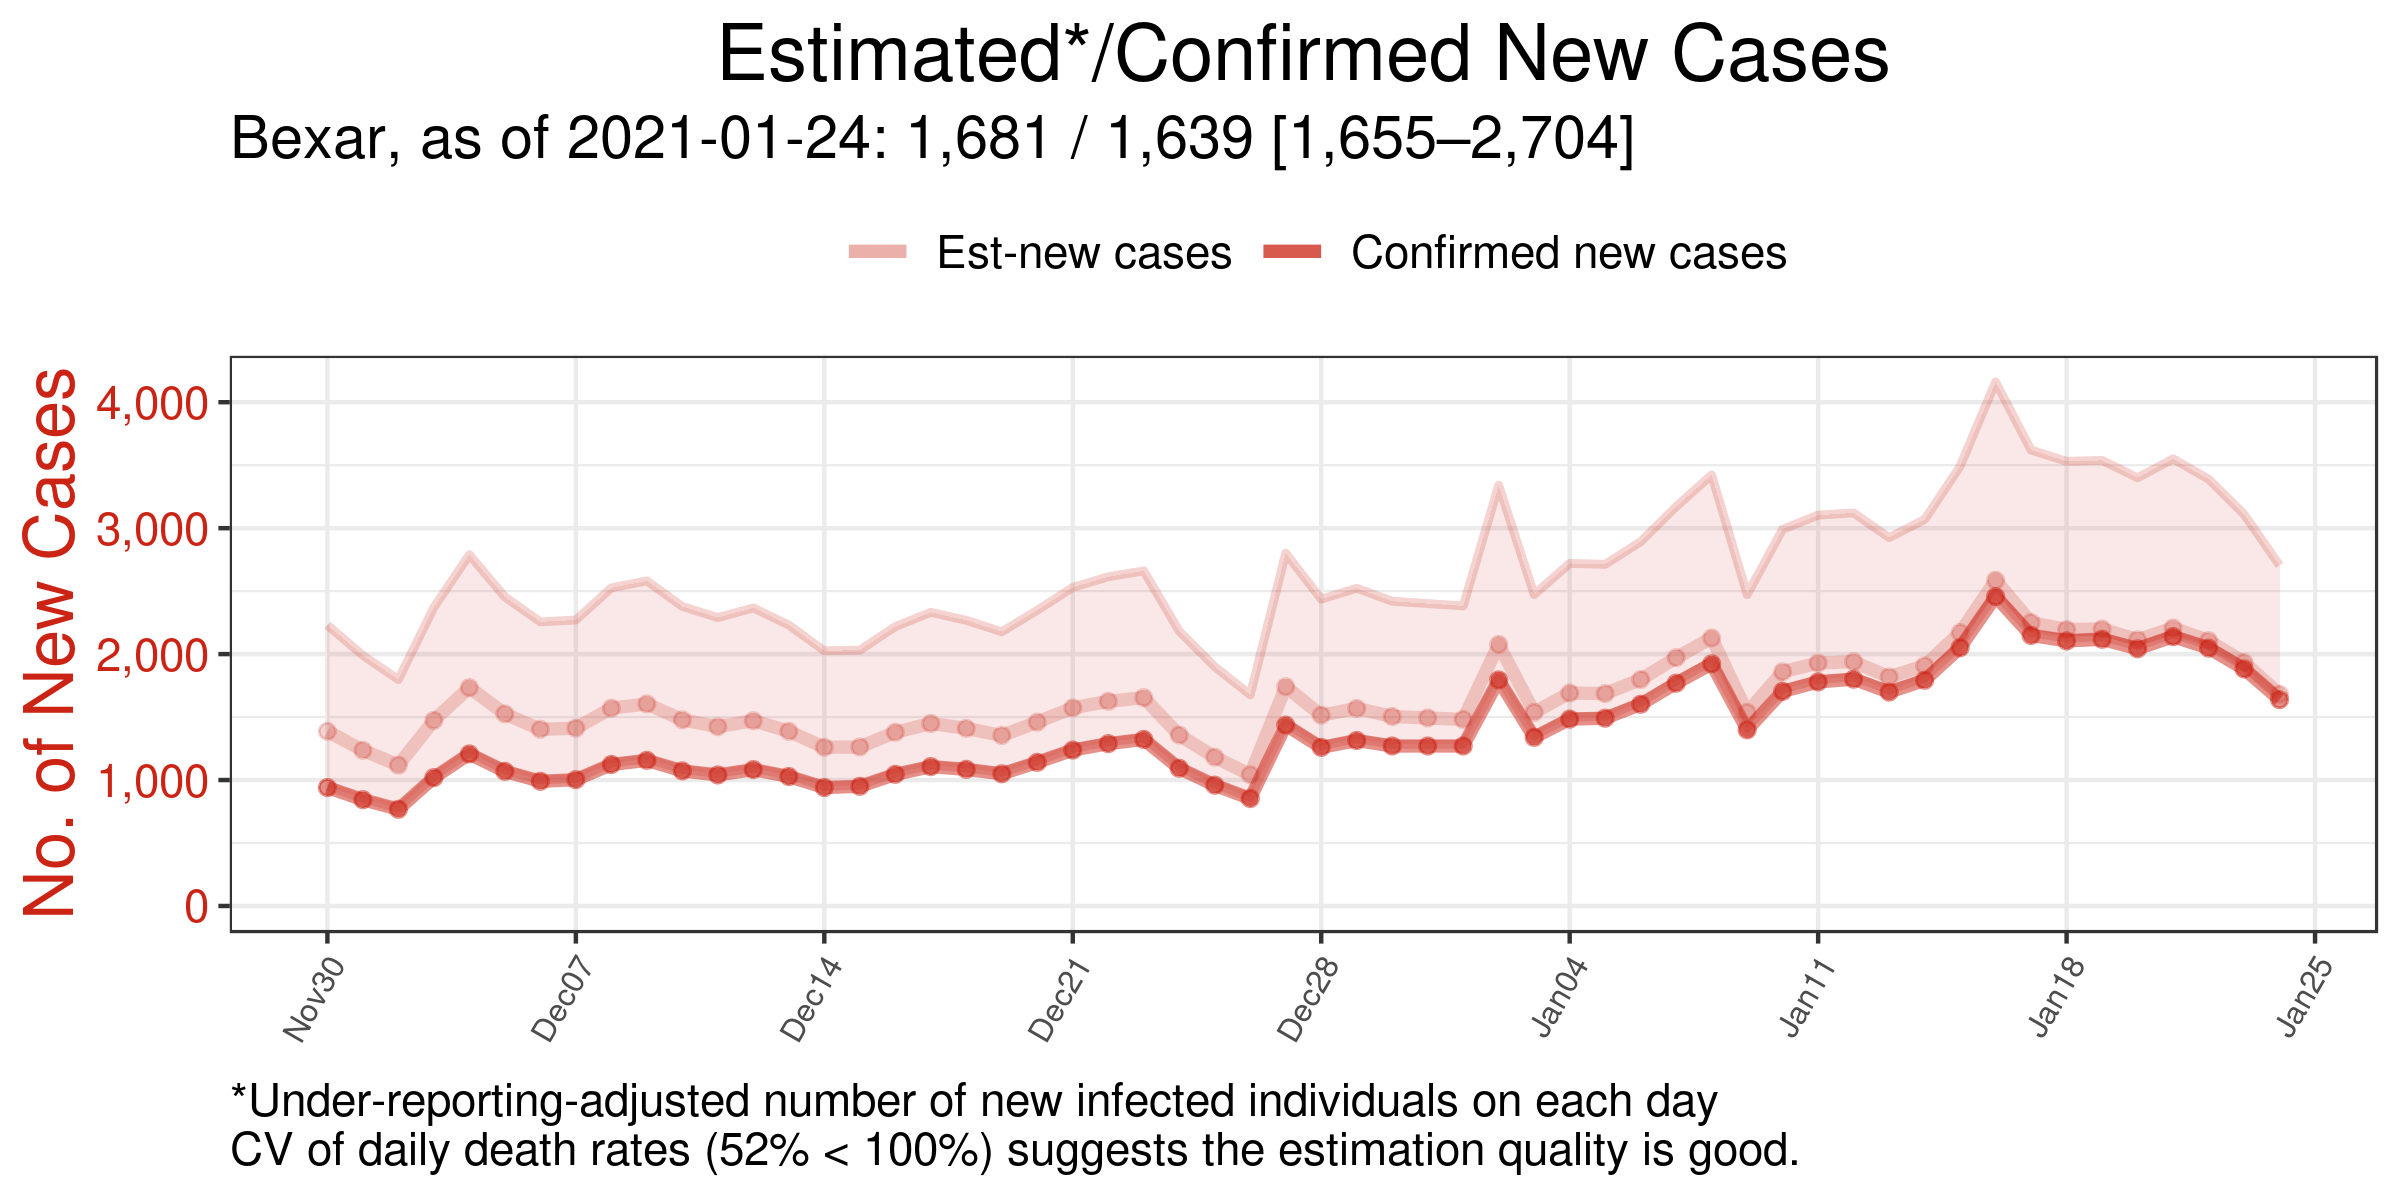 Estimated*/Confirmed New Cases
Bexar, as of 2021-01-24: 1,681 / 1,639 [1,655–2,704]
Est-new cases Confirmed new cases
No. of New Cases
4,000
3,000
2,000
1,000
0
Nov30 Dec07 Dec14 Dec21 Dec28 Jan04 Jan11 Jan18 Jan25
*Under-reporting-adjusted number of new infected individuals on each day
CV of daily death rates (52% < 100%) suggests the estimation quality is good.